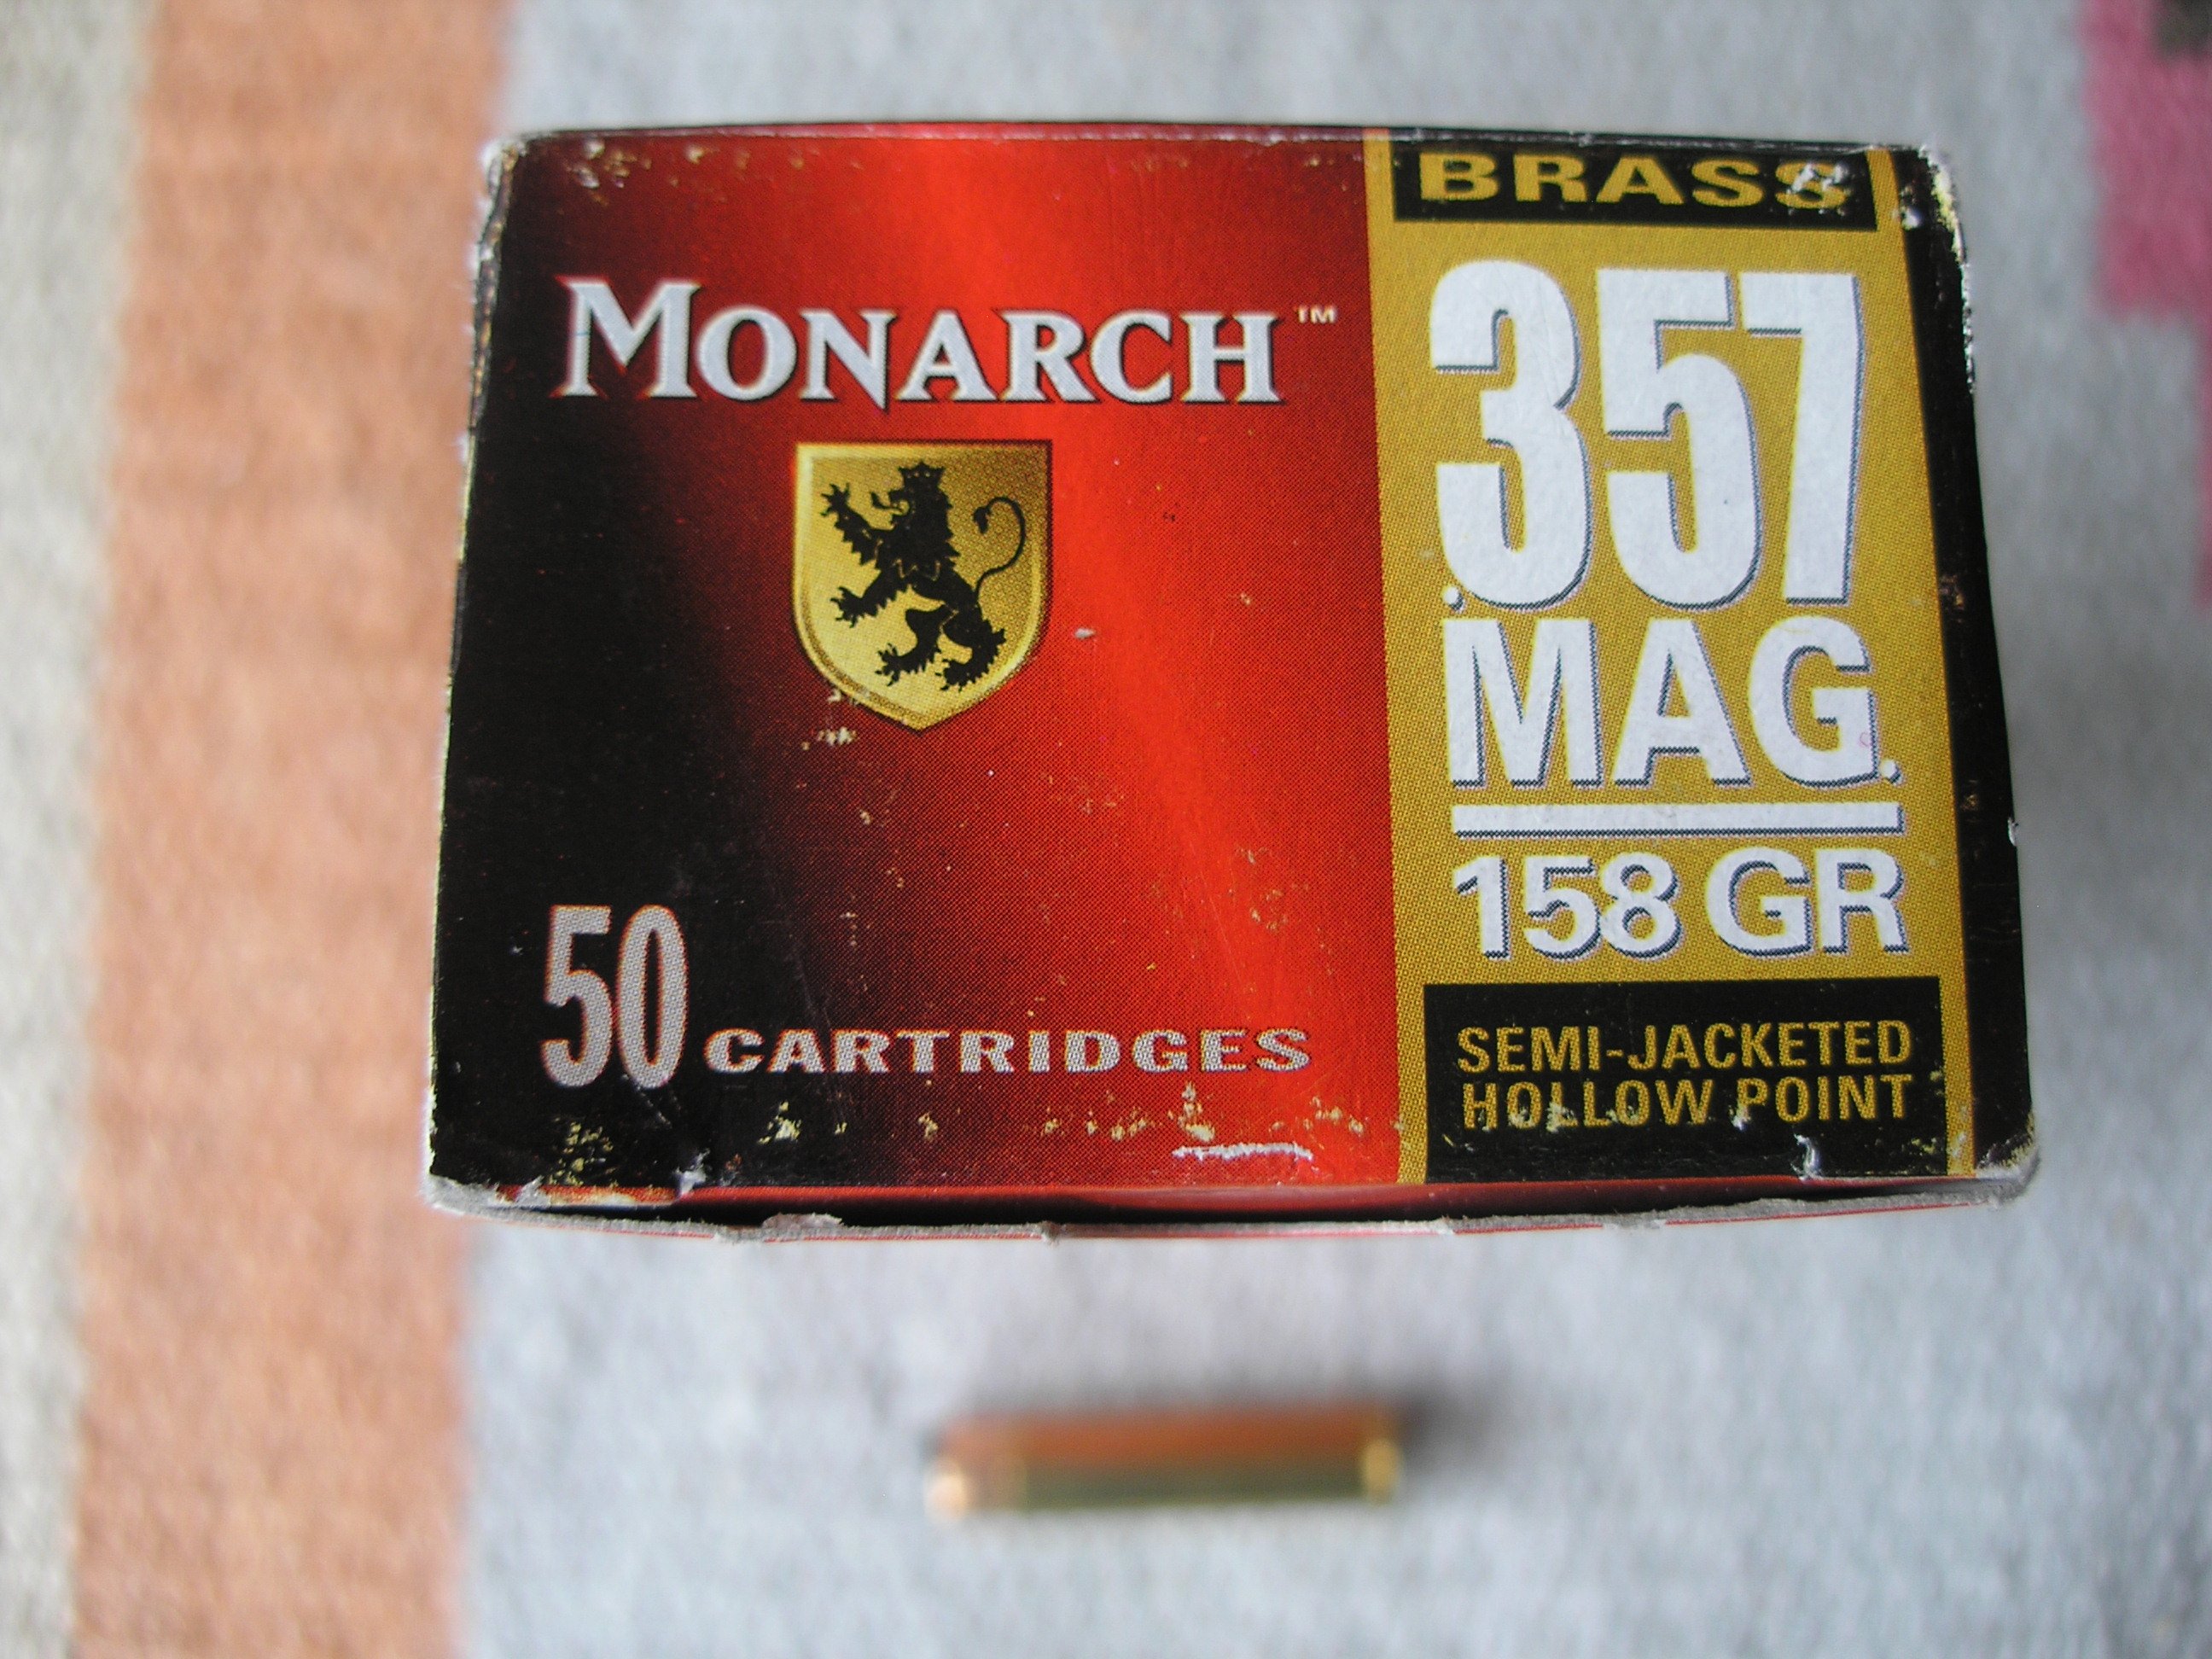 MONARCH™
50 CARTRIDGES
BRASS
.357
MAG.
158 GR
SEMI-JACKETED
HOLLOW POINT